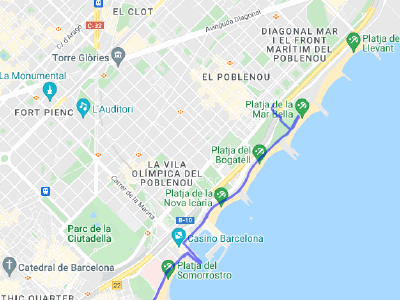 EL CLOT
C-33
Avinguda Diagonal
DIAGONAL MAR
I EL FRONT
MARÍTIM DEL
POBLENOU
Platja de
Llevant
Torre Glòries
La Monumental
EL POBLENOU
FORT PIENC
L'Auditori
Platja de la
Mar Bella
Platja del
Bogatell
LA VILA
OLÍMPICA DEL
POBLENOU
Carrer de la Marina
Platja de la
Nova Icària
B-10
Parc de la
Ciutadella
Casino Barcelona
Catedral de Barcelona
Platja del
Somorrostro
22
THIC QUARTER